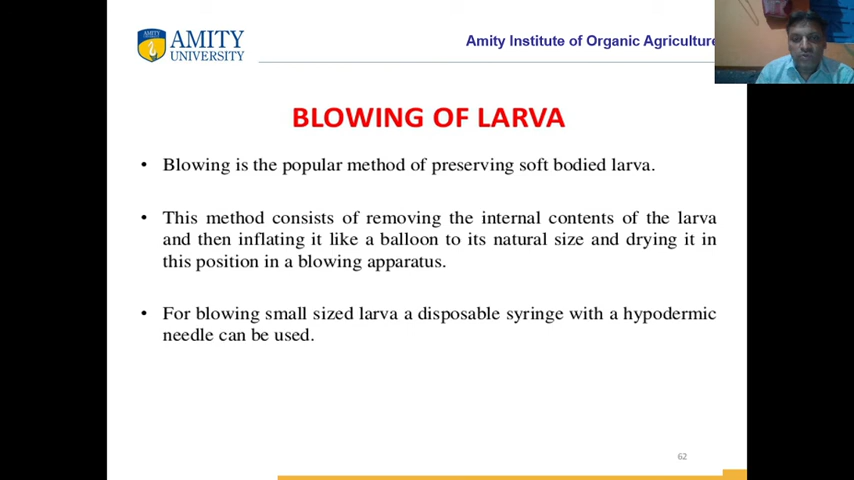 AMITY
AMITY
UNIVERSITY
Amity Institute of Organic Agriculture
BLOWING OF LARVA
• Blowing is the popular method of preserving soft bodied larva.
• This method consists of removing the internal contents of the larva
and then inflating it like a balloon to its natural size and drying it in
this position in a blowing apparatus.
• For blowing small sized larva a disposable syringe with a hypodermic
needle can be used.
62